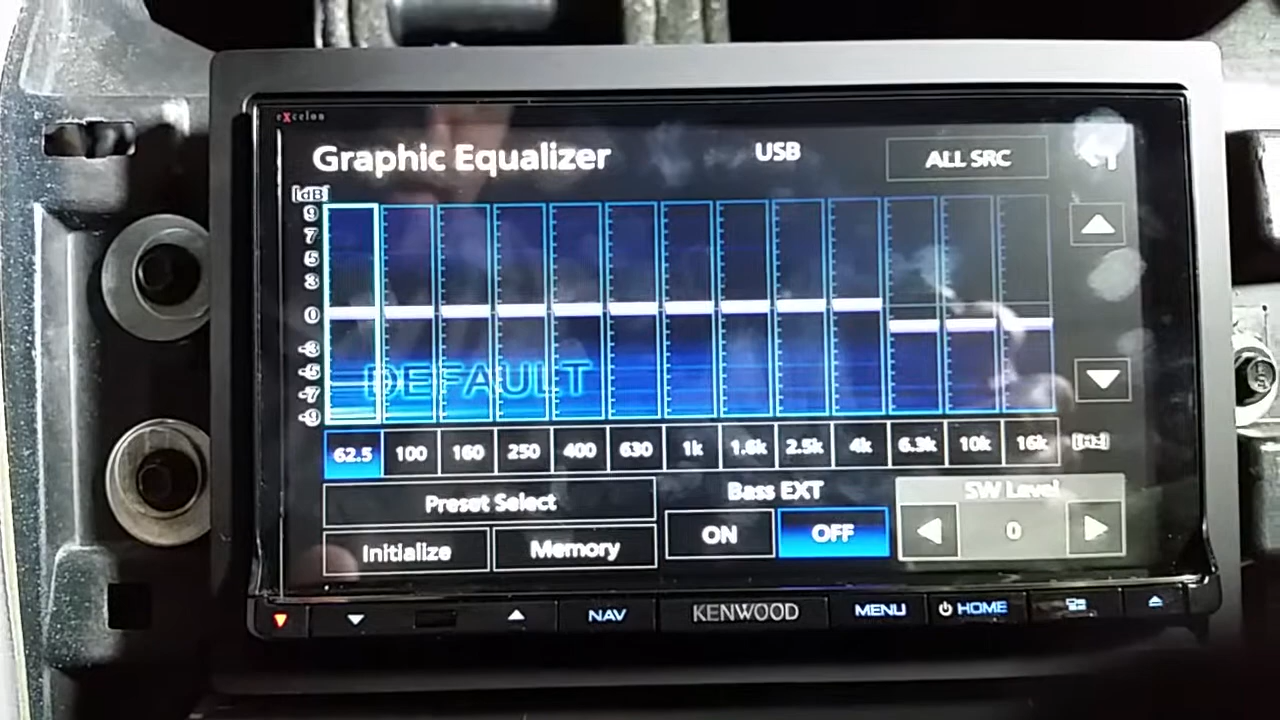 eXcelon
Graphic Equalizer USB ALL SRC
[dB]
9
7
5
3
0
-3
-5
-7
-9
DEFAULT
62.5 100 160 250 400 630 1k 1.6k 2.5k 4k 6.3k 10k 16k [Hz]
Preset Select Bass EXT SW Level
Initialize Memory ON OFF 0
NAV KENWOOD MENU HOME